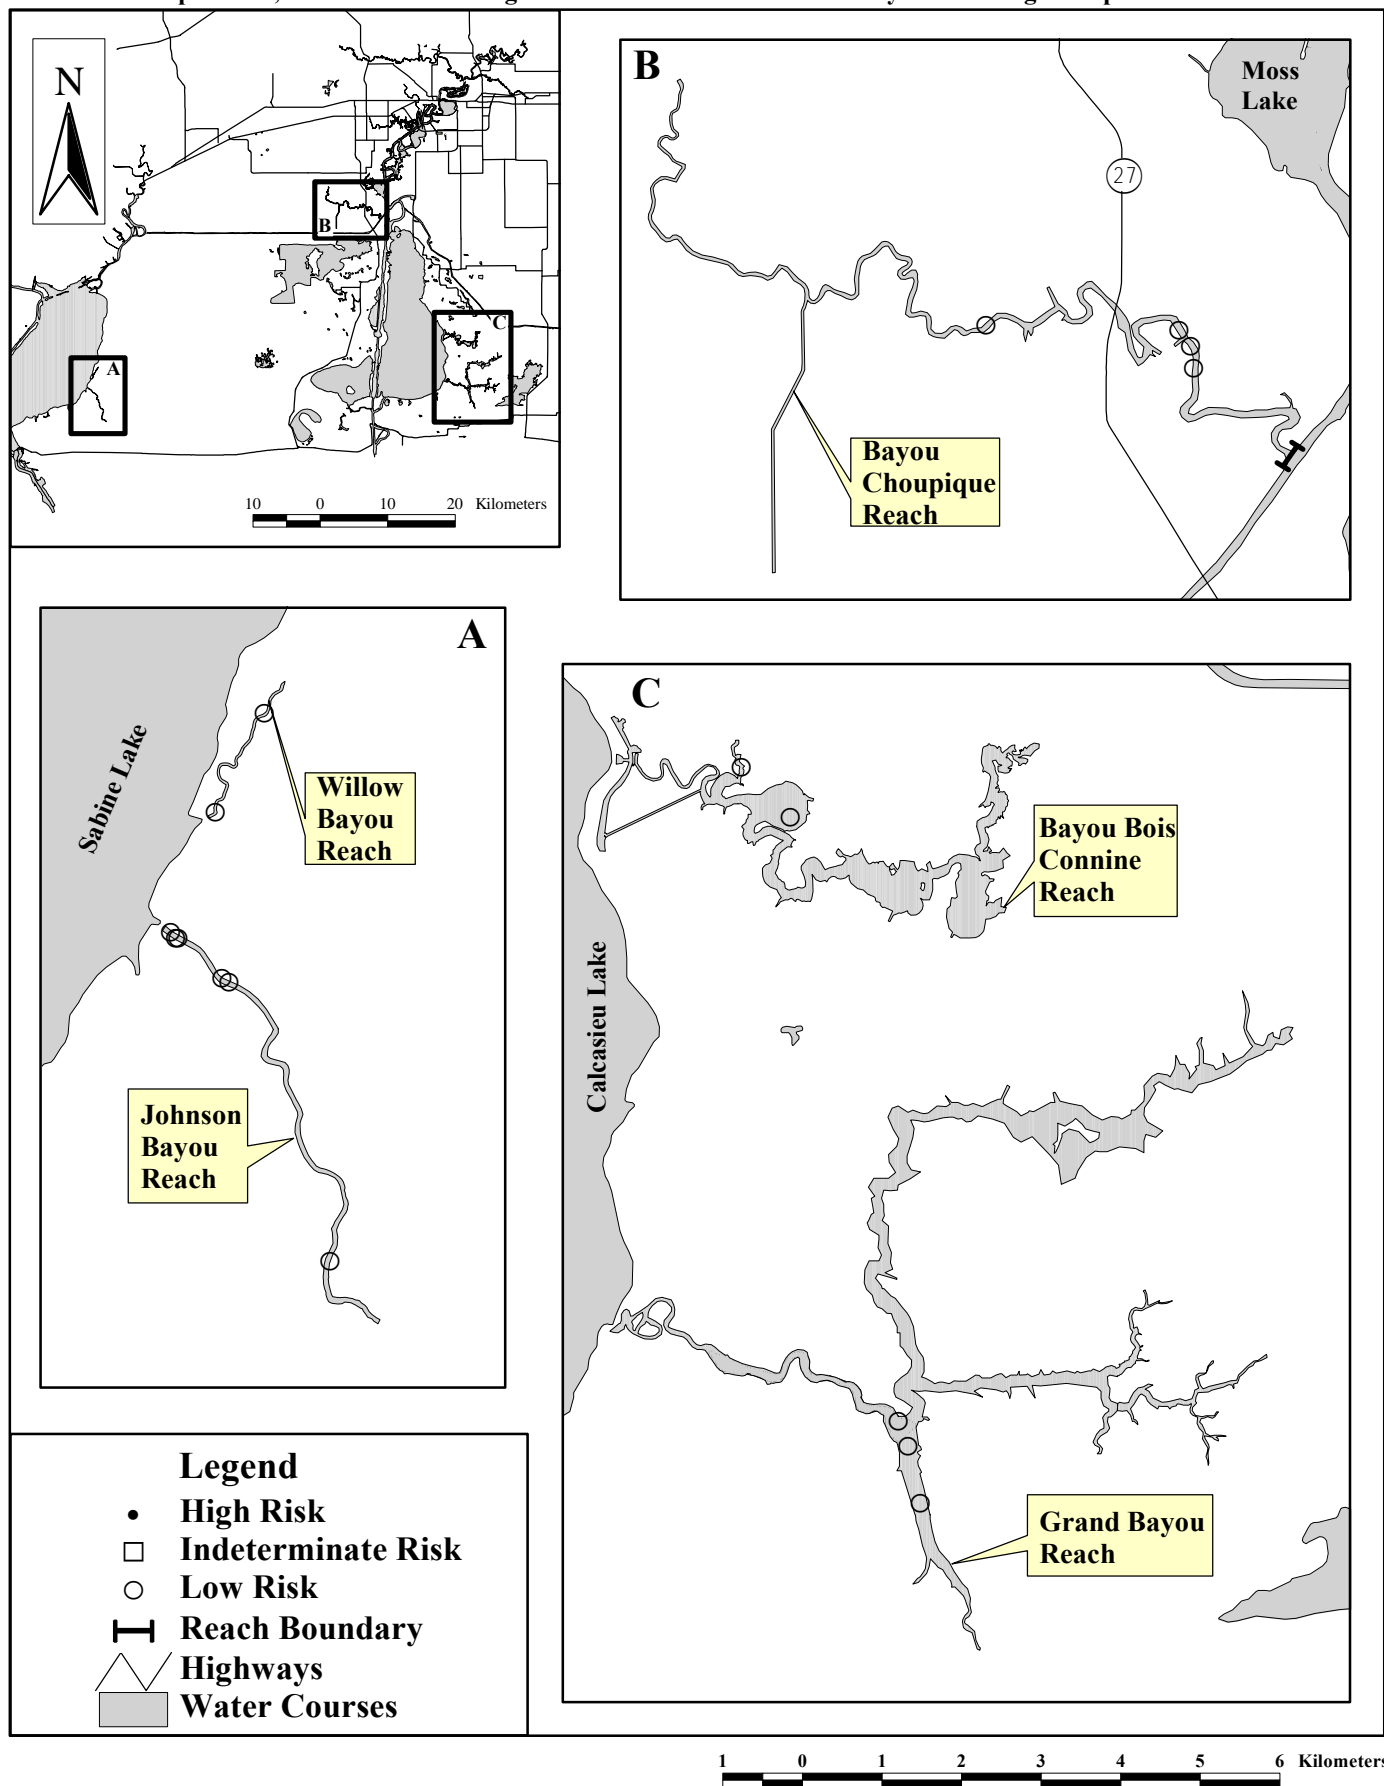 N
A
B
C
10 0 10 20 Kilometers
B
27
Moss
Lake
Bayou
Choupique
Reach
A
Sabine Lake
Willow
Bayou
Reach
Johnson
Bayou
Reach
C
Calcasieu Lake
Bayou Bois
Connine
Reach
Grand Bayou
Reach
Legend
High Risk
Indeterminate Risk
Low Risk
Reach Boundary
Highways
Water Courses
1 0 1 2 3 4 5 6 Kilometers